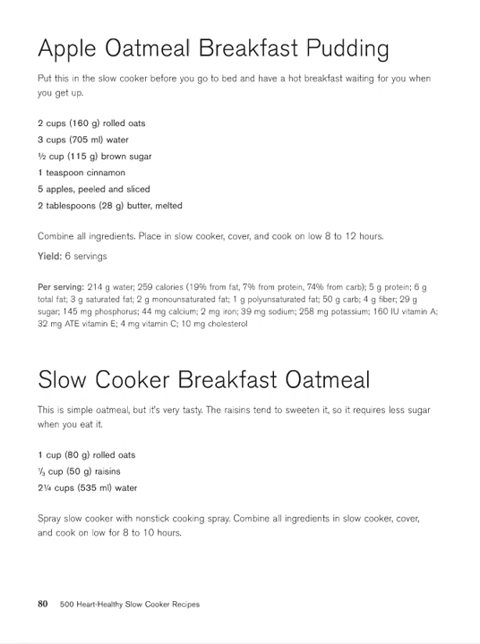 Apple Oatmeal Breakfast Pudding
Put this in the slow cooker before you go to bed and have a hot breakfast waiting for you when
you get up.
2 cups (160 g) rolled oats
3 cups (705 ml) water
½ cup (115 g) brown sugar
1 teaspoon cinnamon
5 apples, peeled and sliced
2 tablespoons (28 g) butter, melted
Combine all ingredients. Place in slow cooker, cover, and cook on low 8 to 12 hours.
Yield: 6 servings
Per serving: 214 g water; 259 calories (19% from fat, 7% from protein, 74% from carb); 5 g protein; 6 g
total fat; 3 g saturated fat; 2 g monounsaturated fat; 1 g polyunsaturated fat; 50 g carb; 4 g fiber; 29 g
sugar; 145 mg phosphorus; 44 mg calcium; 2 mg iron; 39 mg sodium; 258 mg potassium; 160 IU vitamin A;
32 mg ATE vitamin E; 4 mg vitamin C; 10 mg cholesterol
Slow Cooker Breakfast Oatmeal
This is simple oatmeal, but it's very tasty. The raisins tend to sweeten it, so it requires less sugar
when you eat it.
1 cup (80 g) rolled oats
⅓ cup (50 g) raisins
2¼ cups (535 ml) water
Spray slow cooker with nonstick cooking spray. Combine all ingredients in slow cooker, cover,
and cook on low for 8 to 10 hours.
80 500 Heart-Healthy Slow Cooker Recipes